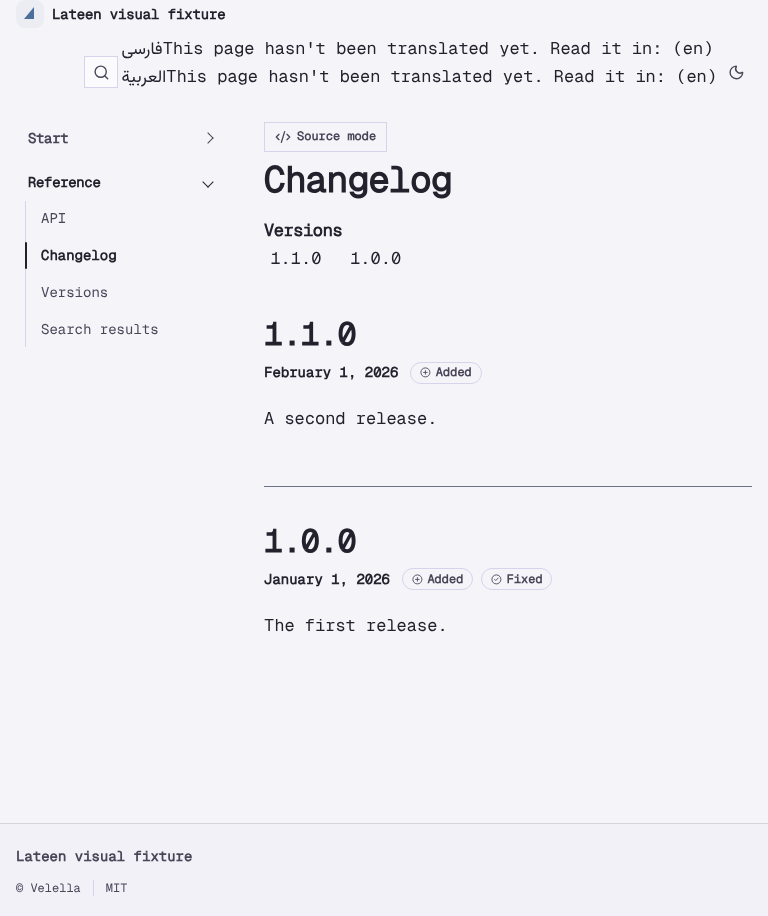 Lateen visual fixture
فارسیThis page hasn't been translated yet. Read it in: (en)
العربيةThis page hasn't been translated yet. Read it in: (en)
Start
Reference
API
Changelog
Versions
Search results
Source mode
Changelog
Versions
1.1.0 1.0.0
1.1.0
February 1, 2026 Added
A second release.
1.0.0
January 1, 2026 Added Fixed
The first release.
Lateen visual fixture
© Velella MIT